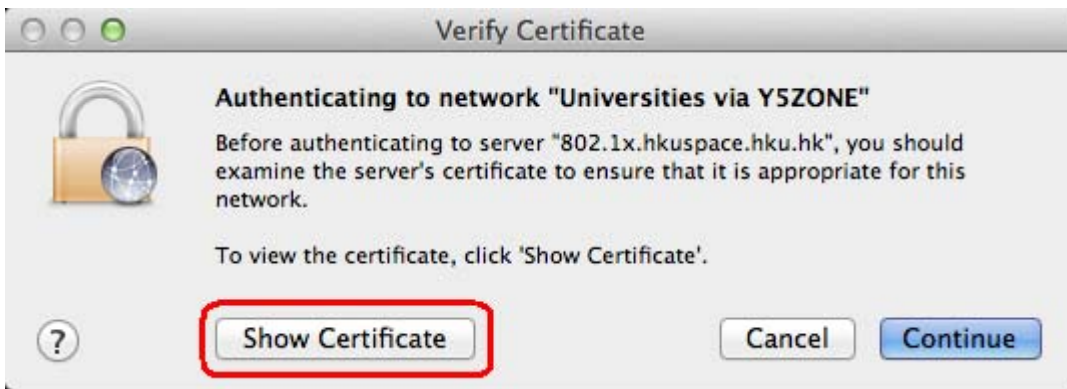 Verify Certificate
Authenticating to network "Universities via Y5ZONE"
Before authenticating to server "802.1x.hkuspace.hku.hk", you should
examine the server's certificate to ensure that it is appropriate for this
network.
To view the certificate, click 'Show Certificate'.
? Show Certificate Cancel Continue